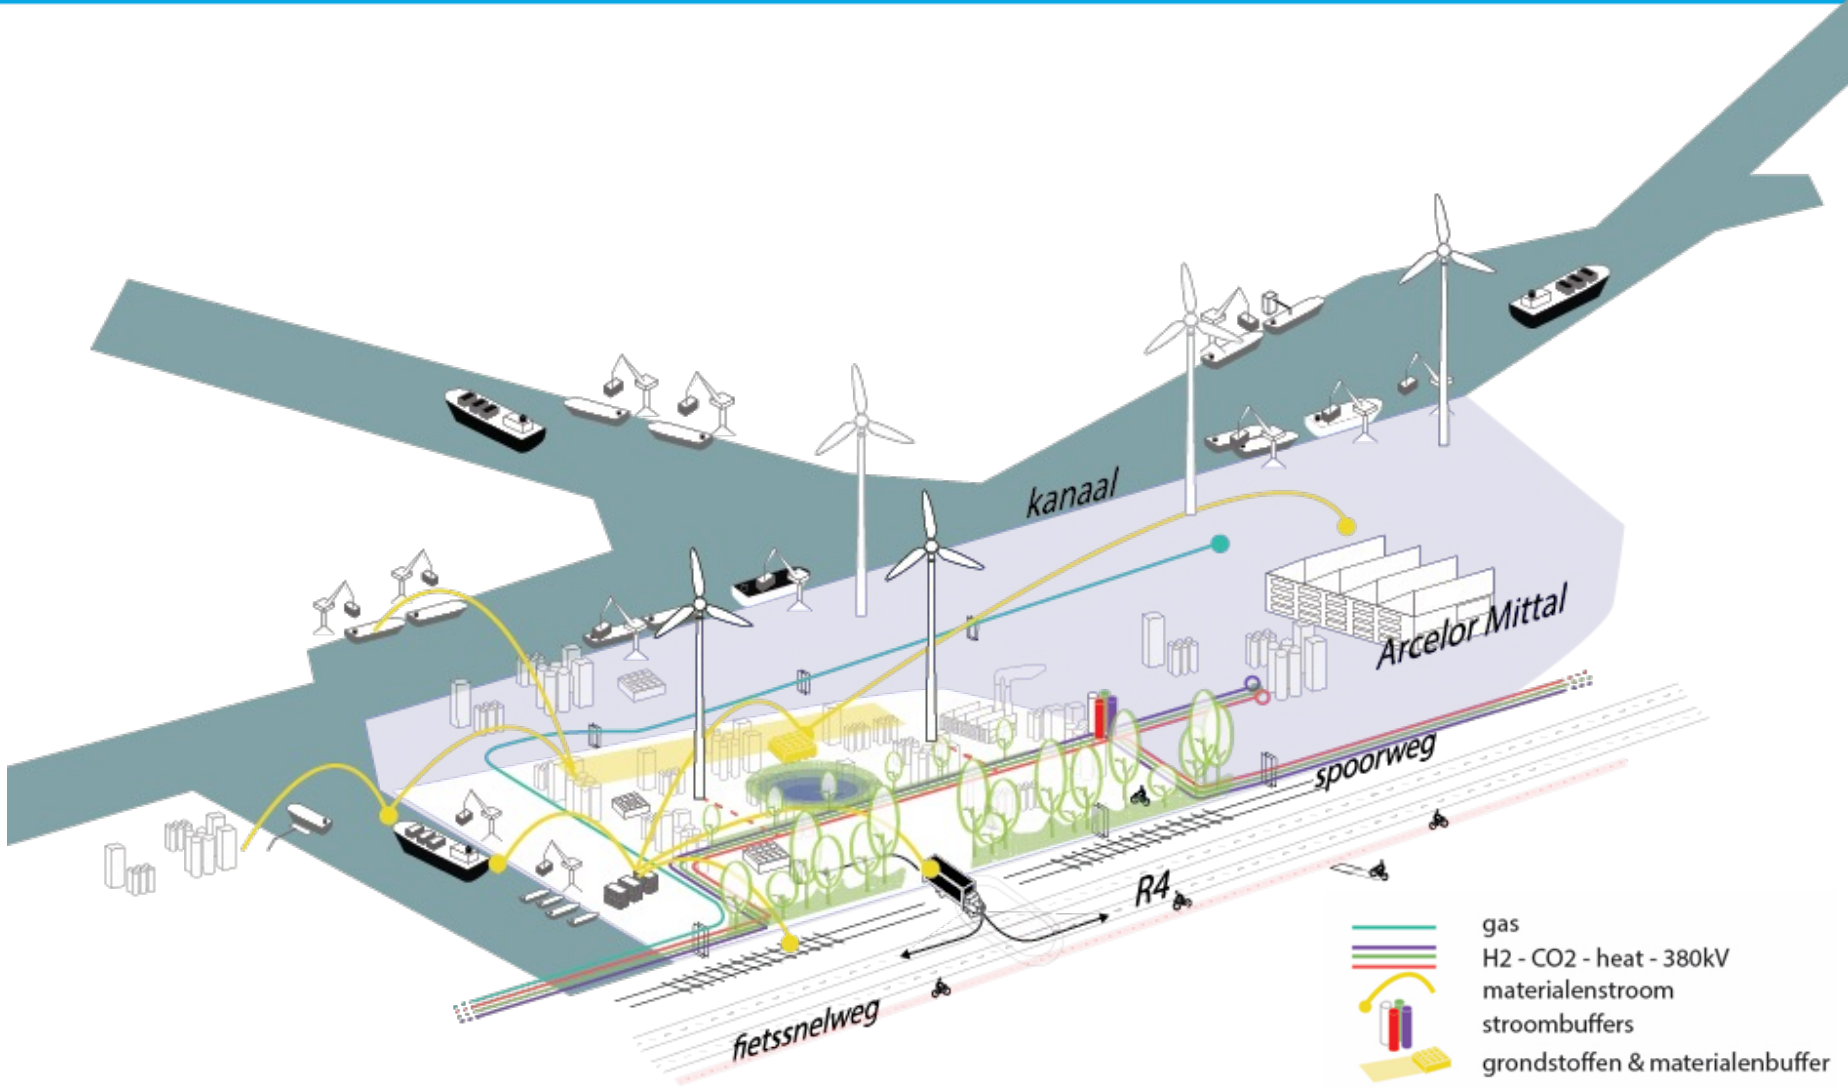 kanaal
Arcelor Mittal
spoorweg
R4
fietssnelweg
gas
H2 - CO2 - heat - 380kV
materialenstroom
stroombuffers
grondstoffen & materialenbuffer